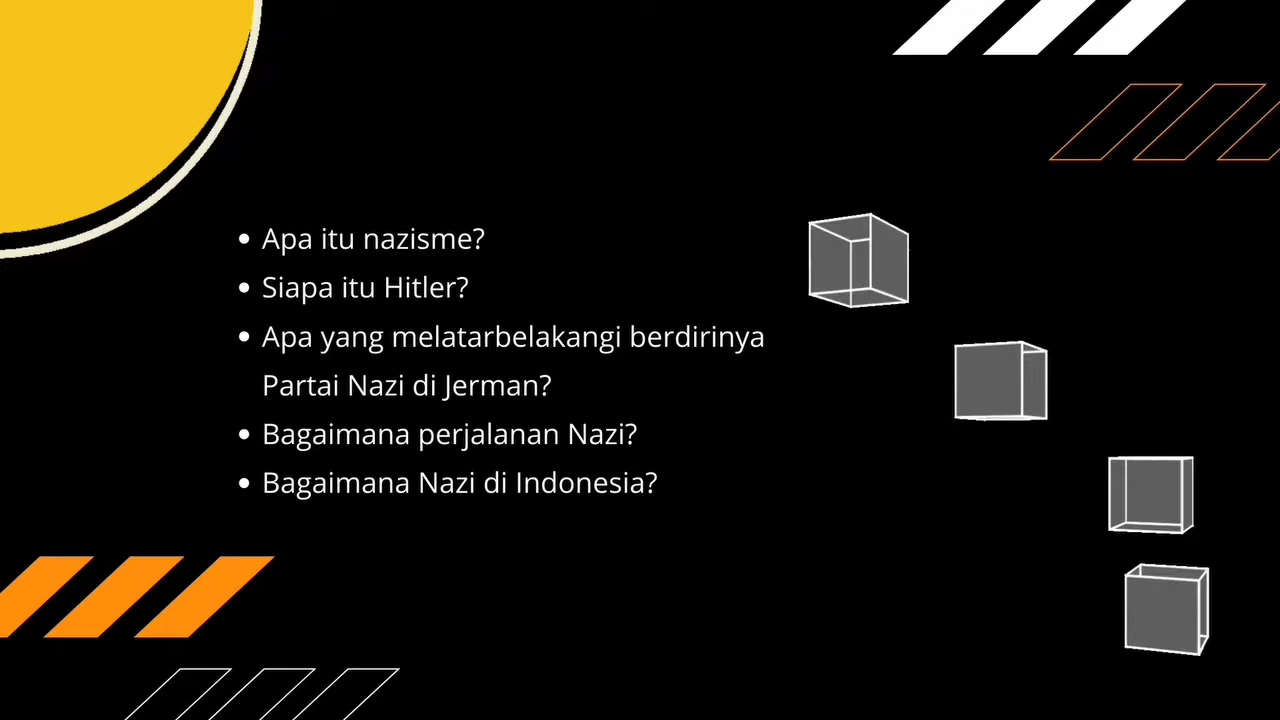 • Apa itu nazisme?
• Siapa itu Hitler?
• Apa yang melatarbelakangi berdirinya
Partai Nazi di Jerman?
• Bagaimana perjalanan Nazi?
• Bagaimana Nazi di Indonesia?